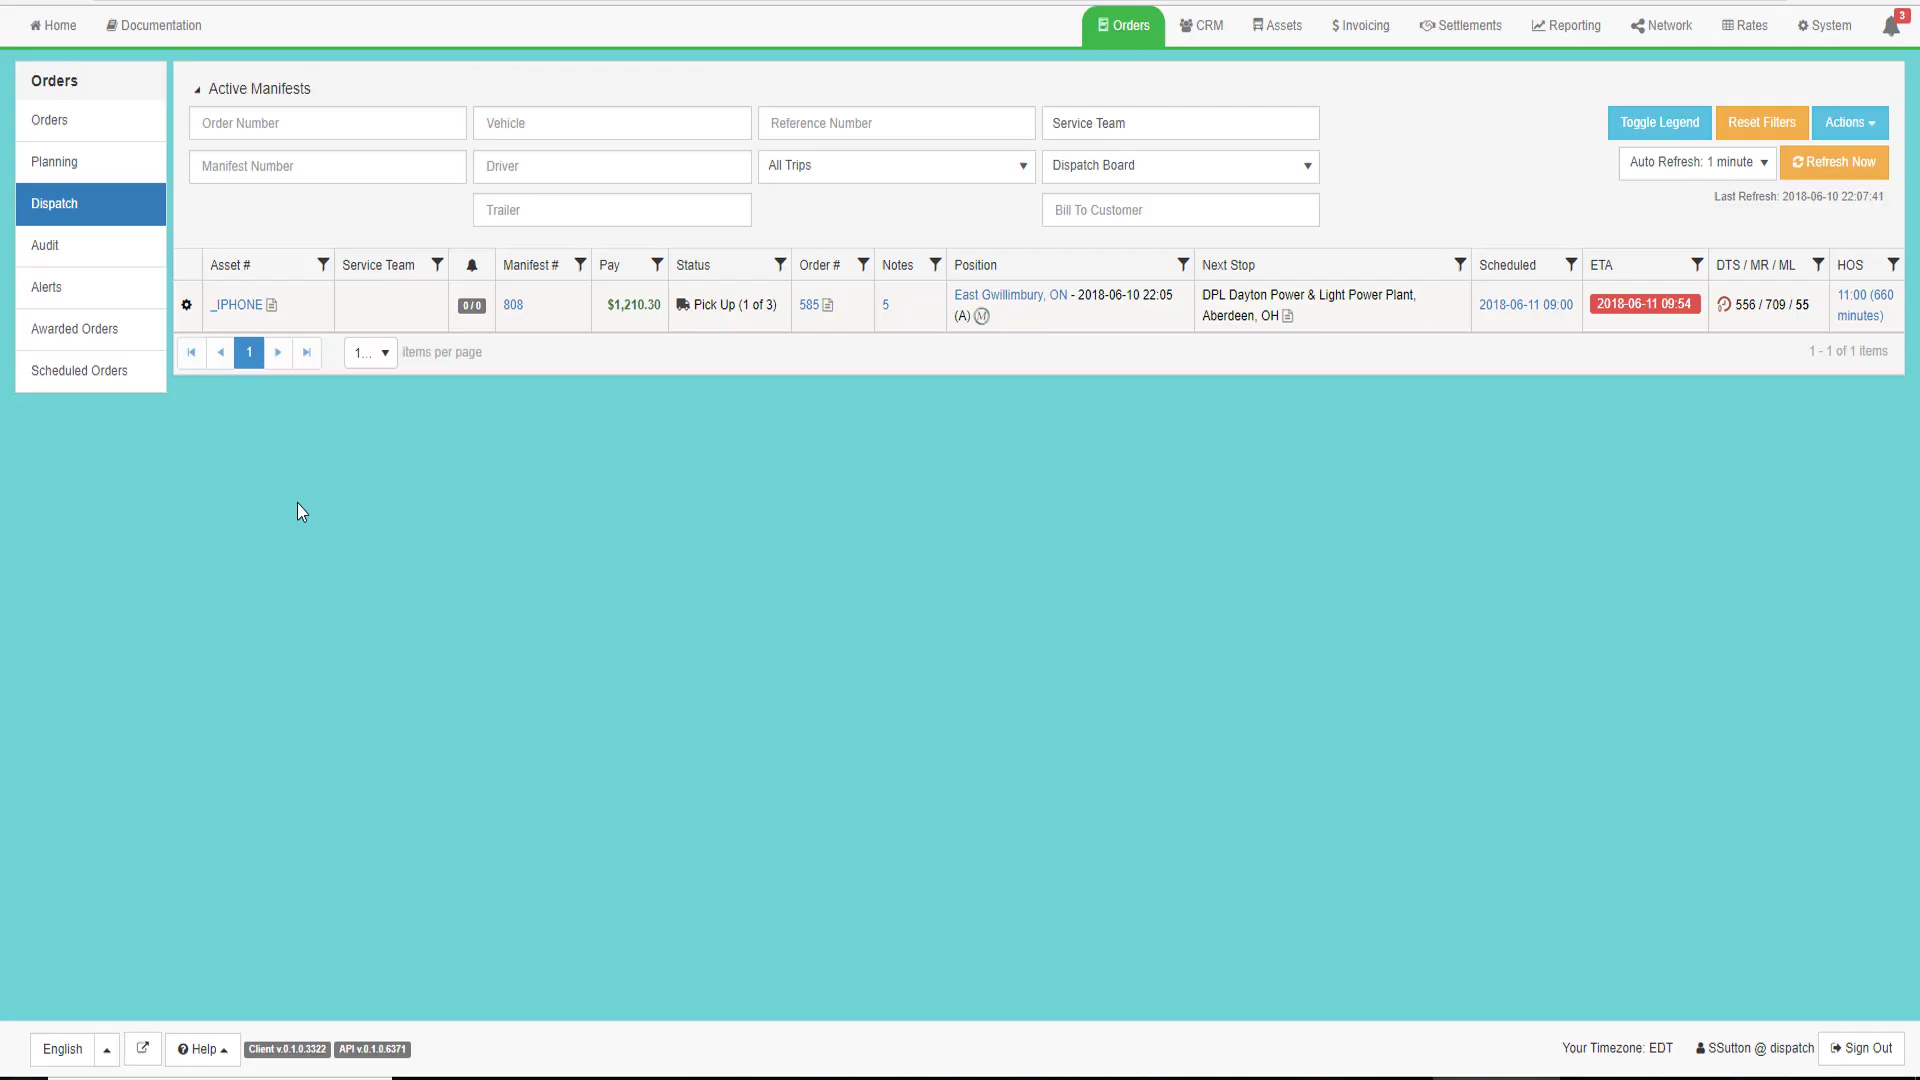 Home Documentation Orders CRM Assets $ Invoicing Settlements Reporting Network Rates System 3
Orders
Orders
Planning
Dispatch
Audit
Alerts
Awarded Orders
Scheduled Orders
Active Manifests
Order Number Vehicle Reference Number Service Team Toggle Legend Reset Filters Actions
Manifest Number Driver All Trips Dispatch Board Auto Refresh: 1 minute Refresh Now
Last Refresh: 2018-06-10 22:07:41
Trailer Bill To Customer
Asset # Service Team Manifest # Pay Status Order # Notes Position Next Stop Scheduled ETA DTS / MR / ML HOS
_IPHONE 0 / 0 808 $1,210.30 Pick Up (1 of 3) 585 5 East Gwillimbury, ON - 2018-06-10 22:05 DPL Dayton Power & Light Power Plant, 2018-06-11 09:00 2018-06-11 09:54 556 / 709 / 55 11:00 (660
(A) M Aberdeen, OH minutes)
1 1... items per page 1 - 1 of 1 items
English Help Client v.0.1.0.3322 API v.0.1.0.6371 Your Timezone: EDT SSutton @ dispatch Sign Out